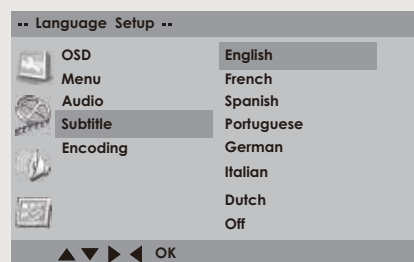 -- Language Setup --
OSD
Menu
Audio
Subtitle
Encoding
English
French
Spanish
Portuguese
German
Italian
Dutch
Off
OK